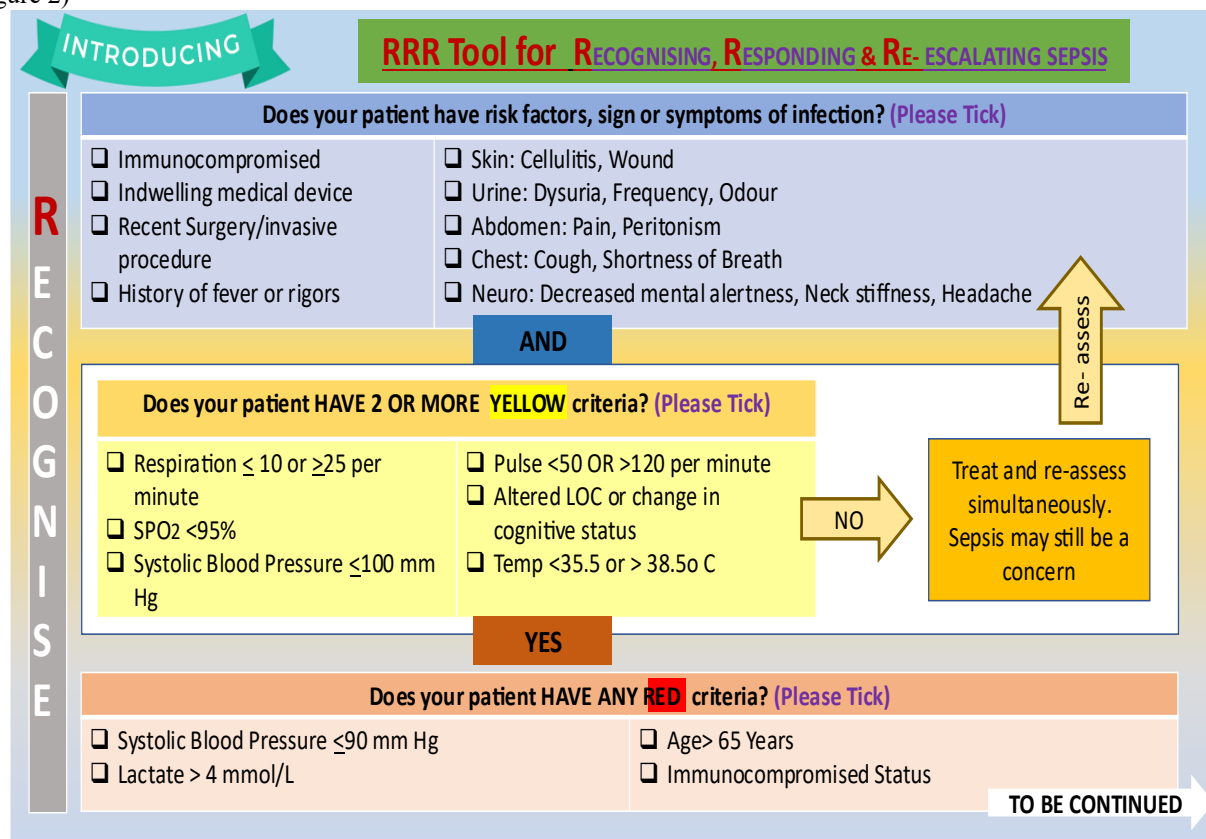 gure 2)
INTRODUCING
RRR Tool for RECOGNISING, RESPONDING & RE- ESCALATING SEPSIS
RECOGNISE
Does your patient have risk factors, sign or symptoms of infection? (Please Tick)
❑ Immunocompromised
❑ Indwelling medical device
❑ Recent Surgery/invasive
procedure
❑ History of fever or rigors
❑ Skin: Cellulitis, Wound
❑ Urine: Dysuria, Frequency, Odour
❑ Abdomen: Pain, Peritonism
❑ Chest: Cough, Shortness of Breath
❑ Neuro: Decreased mental alertness, Neck stiffness, Headache
Re- assess
AND
Does your patient HAVE 2 OR MORE YELLOW criteria? (Please Tick)
❑ Respiration ≤ 10 or ≥25 per
minute
❑ SPO2 <95%
❑ Systolic Blood Pressure ≤100 mm
Hg
❑ Pulse <50 OR >120 per minute
❑ Altered LOC or change in
cognitive status
❑ Temp <35.5 or > 38.5o C
NO
Treat and re-assess
simultaneously.
Sepsis may still be a
concern
YES
Does your patient HAVE ANY RED criteria? (Please Tick)
❑ Systolic Blood Pressure ≤90 mm Hg
❑ Lactate > 4 mmol/L
❑ Age> 65 Years
❑ Immunocompromised Status
TO BE CONTINUED